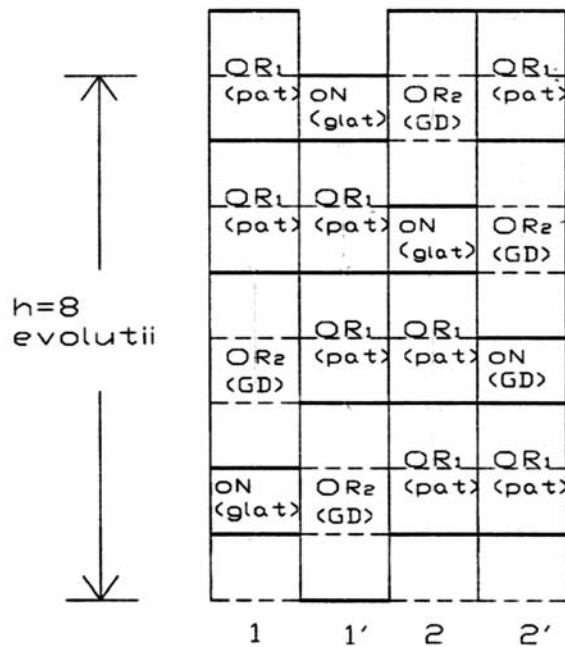 OR₁
(pat)
oN
(glat)
OR₂
(GD)
OR₁
(pat)
OR₁
(pat)
OR₁
(pat)
oN
(glat)
OR₂
(GD)
h=8
evolutii
OR₂
(GD)
OR₁
(pat)
OR₁
(pat)
oN
(GD)
oN
(glat)
OR₂
(GD)
OR₁
(pat)
OR₁
(pat)
1 1' 2 2'